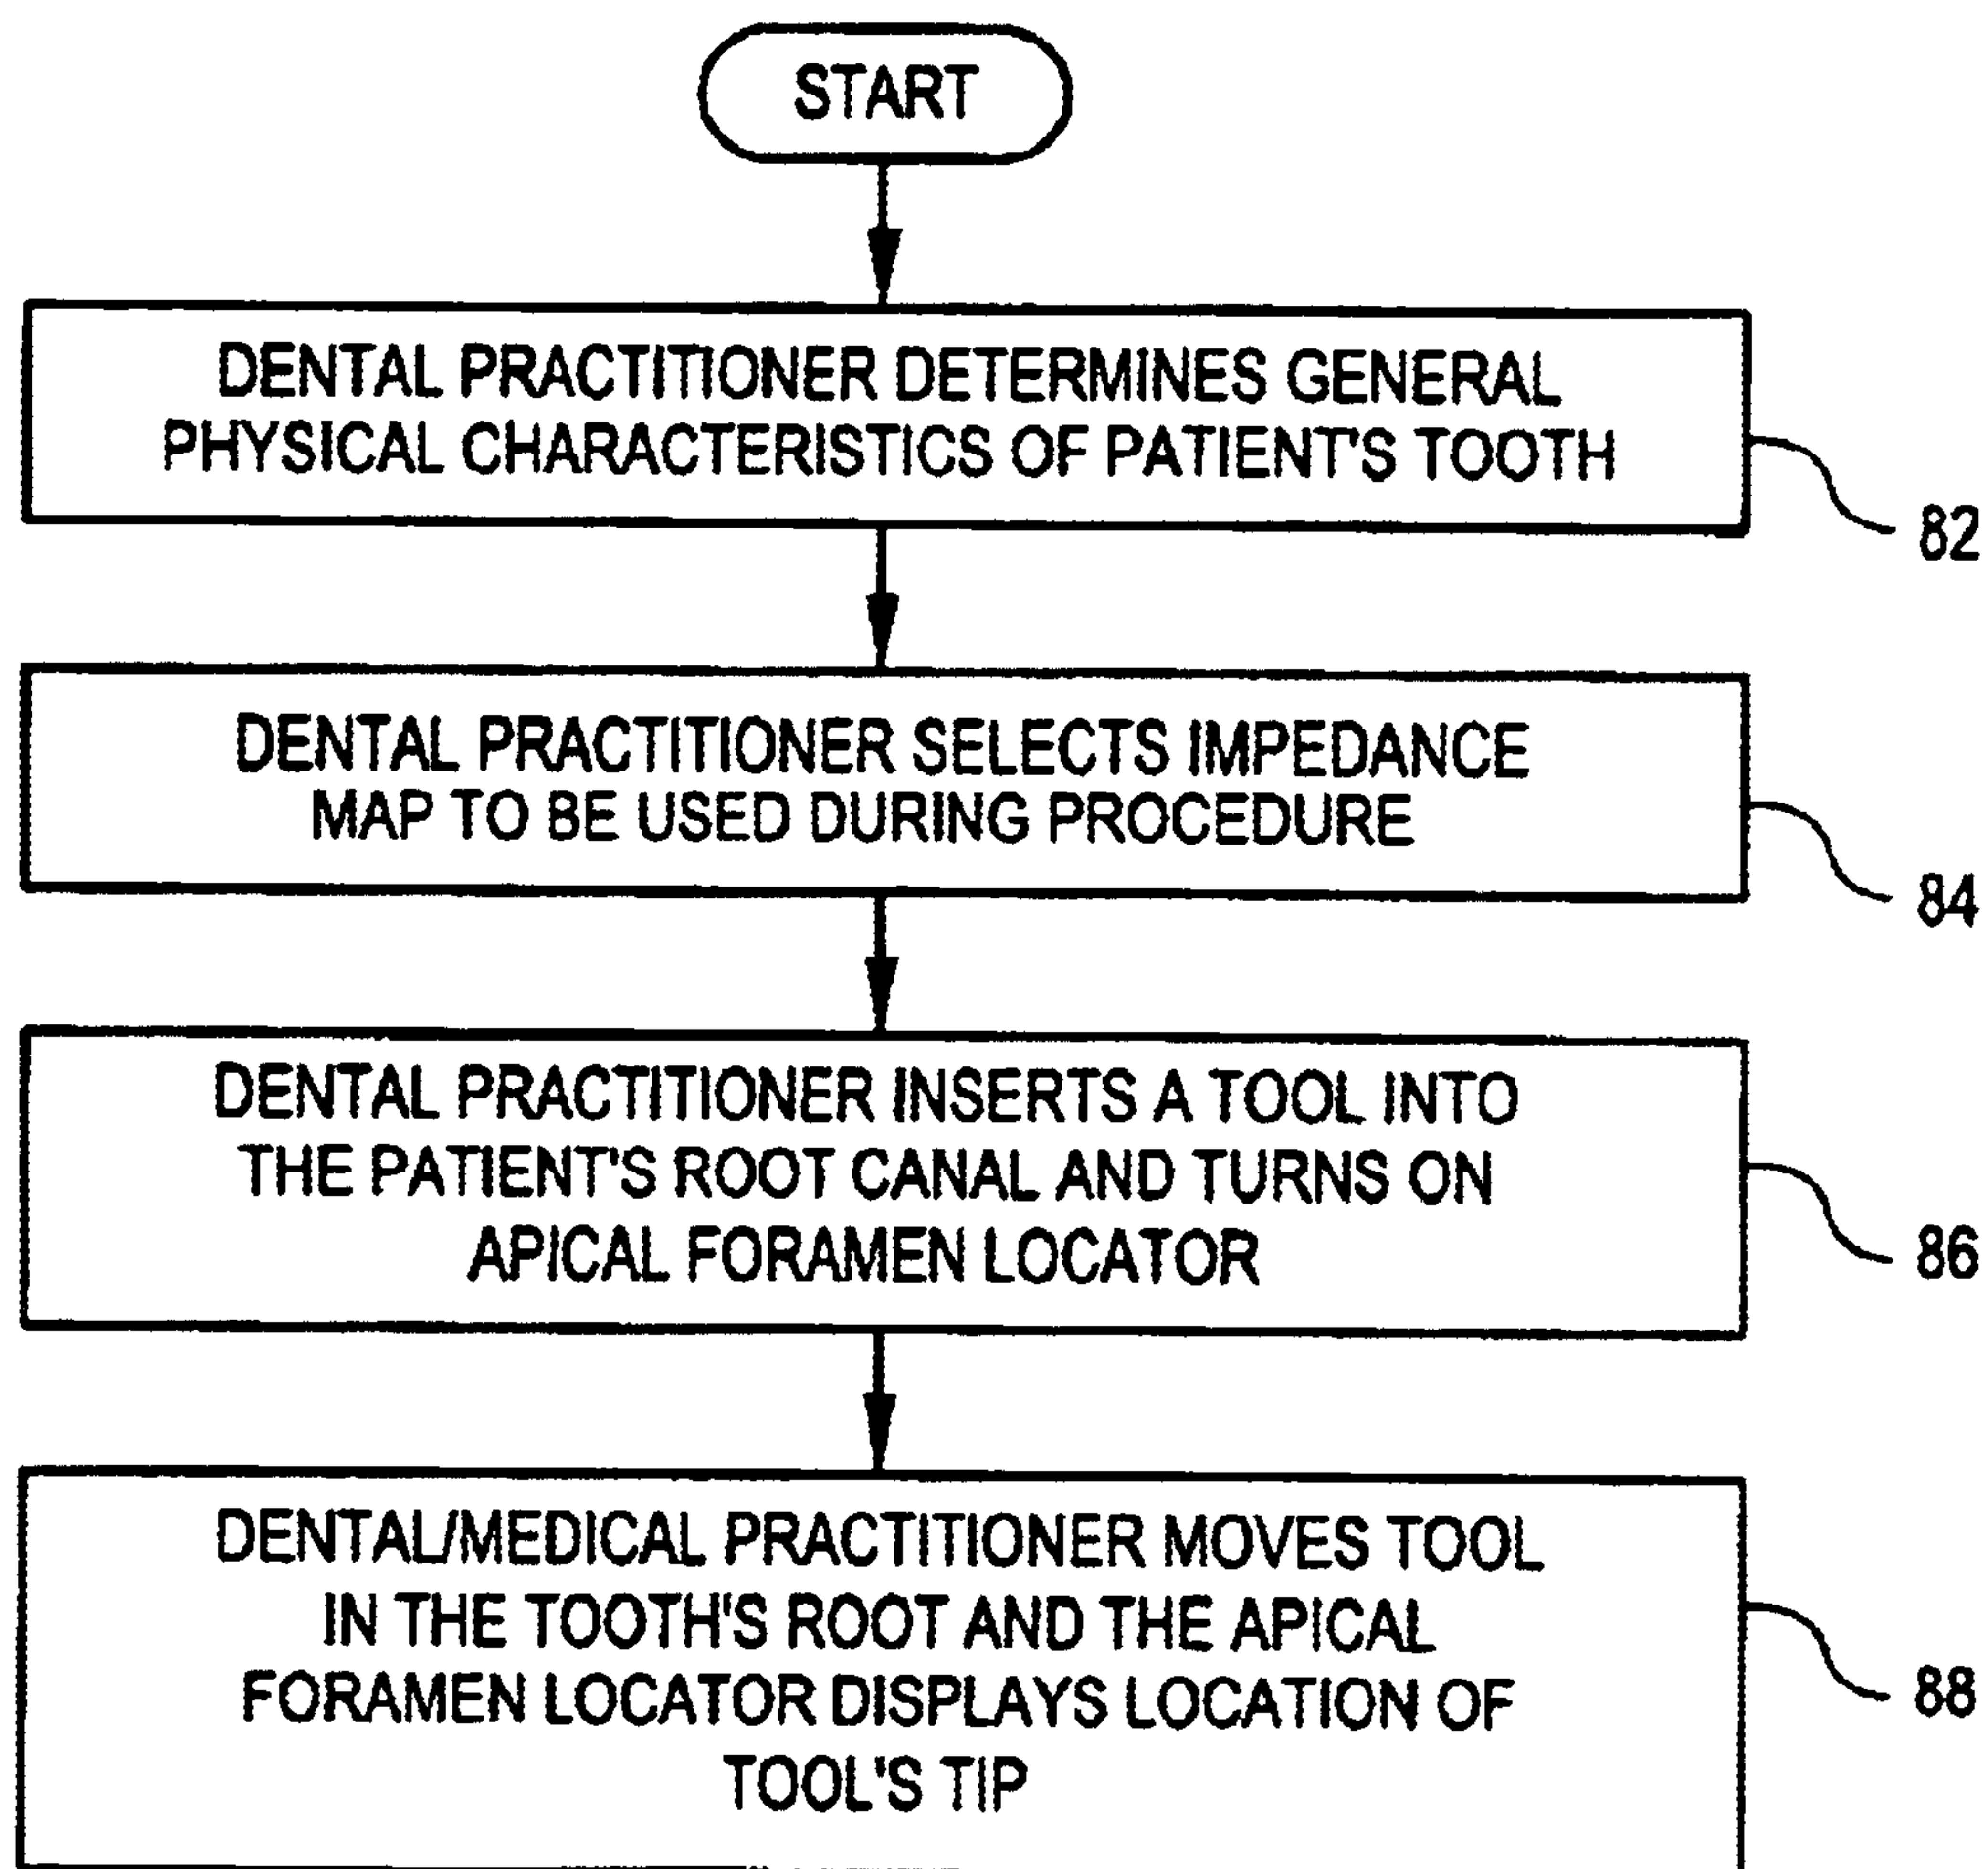 START
DENTAL PRACTITIONER DETERMINES GENERAL
PHYSICAL CHARACTERISTICS OF PATIENT'S TOOTH
82
DENTAL PRACTITIONER SELECTS IMPEDANCE
MAP TO BE USED DURING PROCEDURE
84
DENTAL PRACTITIONER INSERTS A TOOL INTO
THE PATIENT'S ROOT CANAL AND TURNS ON
APICAL FORAMEN LOCATOR
86
DENTAL/MEDICAL PRACTITIONER MOVES TOOL
IN THE TOOTH'S ROOT AND THE APICAL
FORAMEN LOCATOR DISPLAYS LOCATION OF
TOOL'S TIP
88